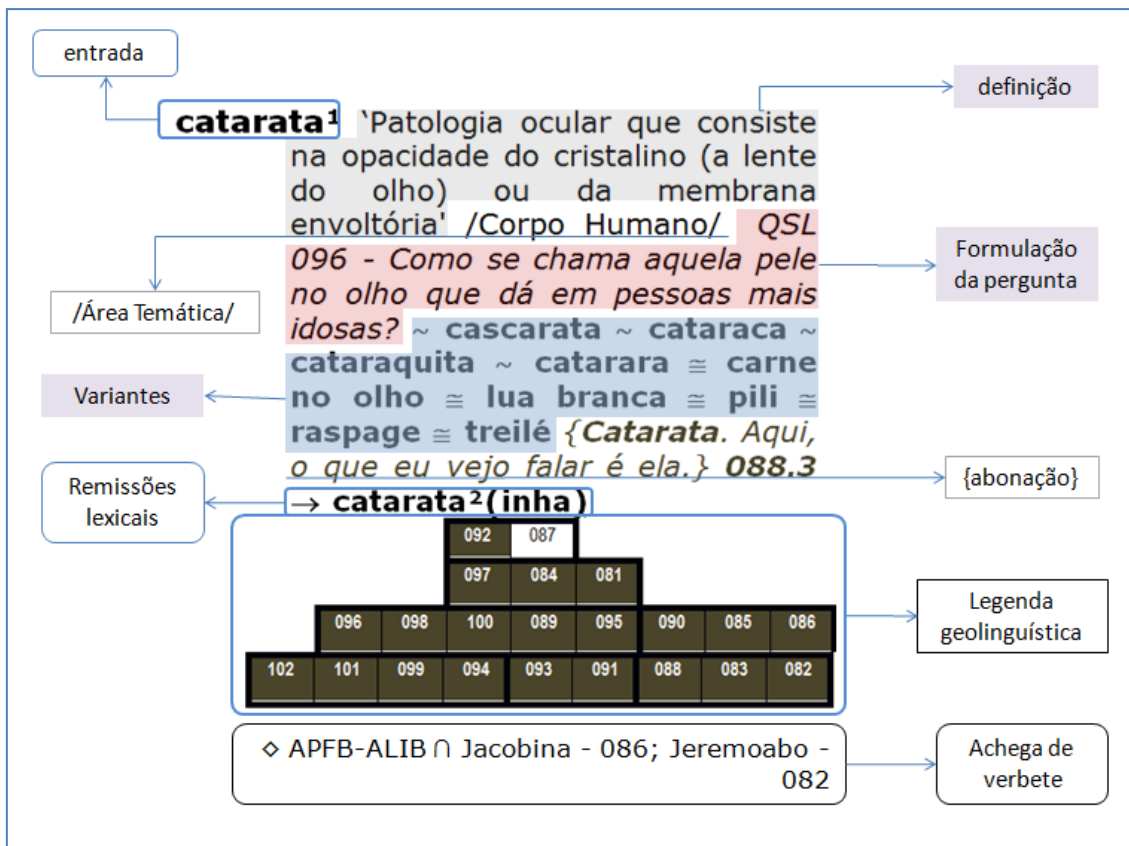 entrada
definição
catarata¹ ‘Patologia ocular que consiste
na opacidade do cristalino (a lente
do olho) ou da membrana
envoltória' /Corpo Humano/ QSL
096 - Como se chama aquela pele
no olho que dá em pessoas mais
idosas? ~ cascarata ~ cataraca ~
cataraquita ~ catarara ≅ carne
no olho ≅ lua branca ≅ pili ≅
raspage ≅ treilé {Catarata. Aqui,
o que eu vejo falar é ela.} 088.3
→ catarata²(inha)
Formulação
da pergunta
/Área Temática/
Variantes
Remissões
lexicais
{abonação}
092 087
097 084 081
096 098 100 089 095 090 085 086
102 101 099 094 093 091 088 083 082
Legenda
geolinguística
◇ APFB-ALIB ∩ Jacobina - 086; Jeremoabo -
082
Achega de
verbete